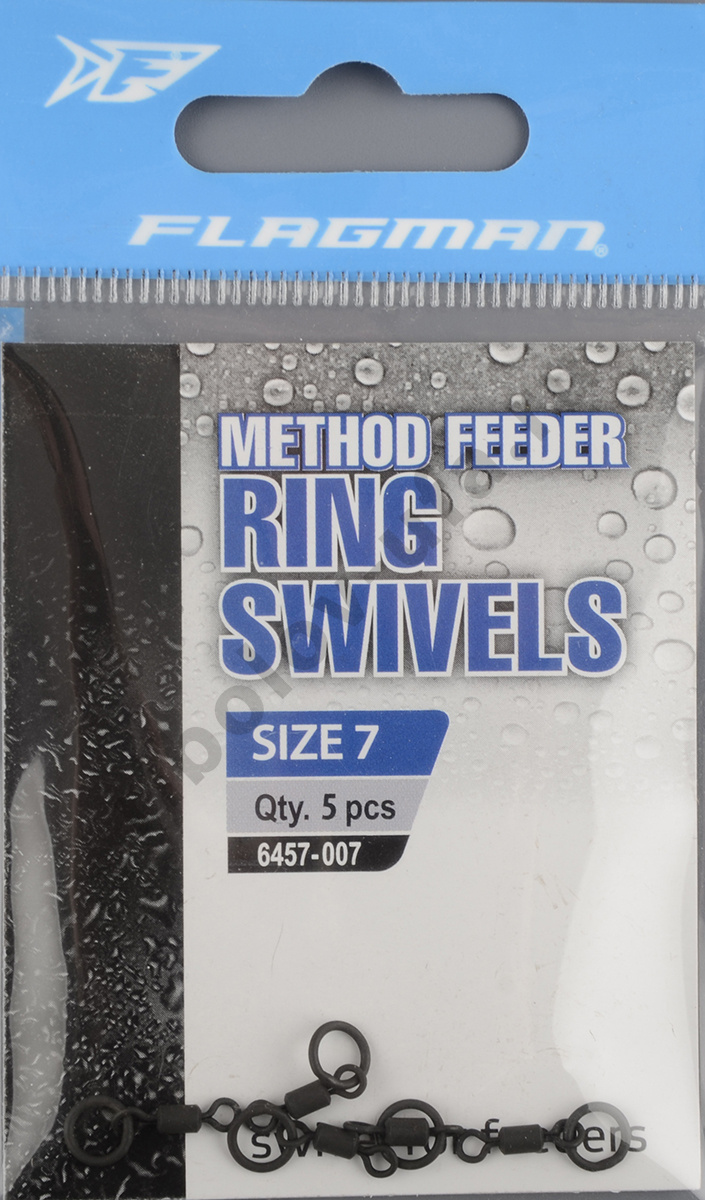 FLAGMAN®
METHOD FEEDER
RING
SWIVELS
SIZE 7
Qty. 5 pcs
6457-007